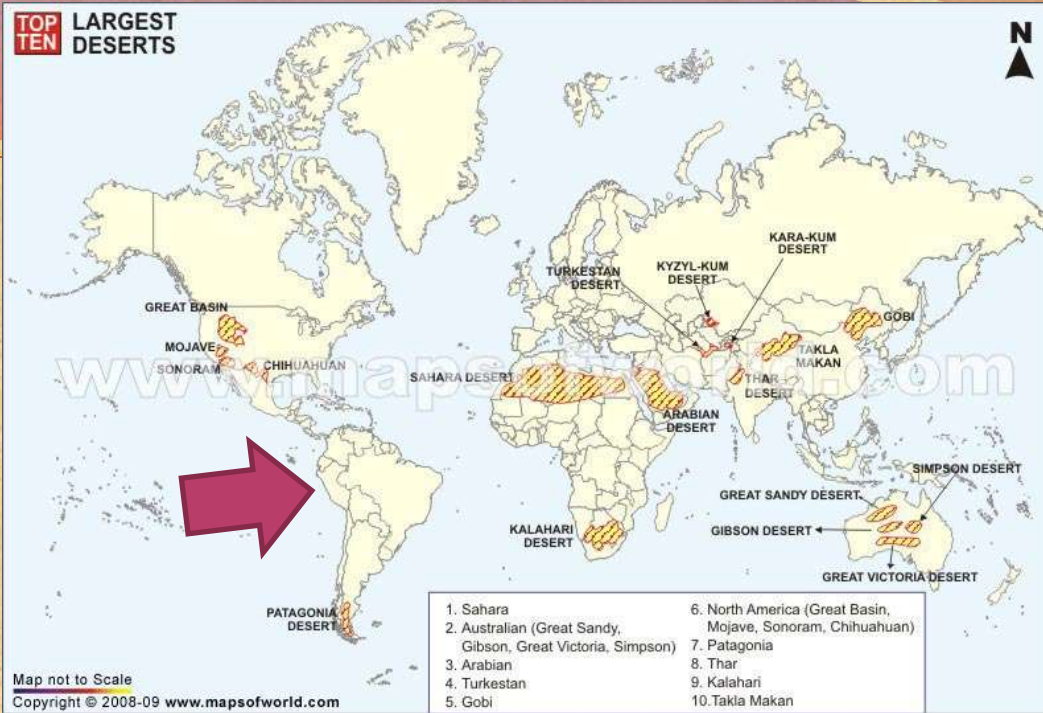 TOP TEN
LARGEST DESERTS
N
KARA-KUM DESERT
KYZYL-KUM DESERT
TURKESTAN DESERT
GREAT BASIN
GOBI
MOJAVE
SONORAM
CHIHUAHUAN
TAKLA MAKAN
www.mapsofworld.com
SAHARA DESERT
THAR DESERT
ARABIAN DESERT
SIMPSON DESERT
GREAT SANDY DESERT
KALAHARI DESERT
GIBSON DESERT
GREAT VICTORIA DESERT
PATAGONIA DESERT
1. Sahara
2. Australian (Great Sandy,
Gibson, Great Victoria, Simpson)
3. Arabian
4. Turkestan
5. Gobi
6. North America (Great Basin,
Mojave, Sonoram, Chihuahuan)
7. Patagonia
8. Thar
9. Kalahari
10.Takla Makan
Map not to Scale
Copyright © 2008-09 www.mapsofworld.com